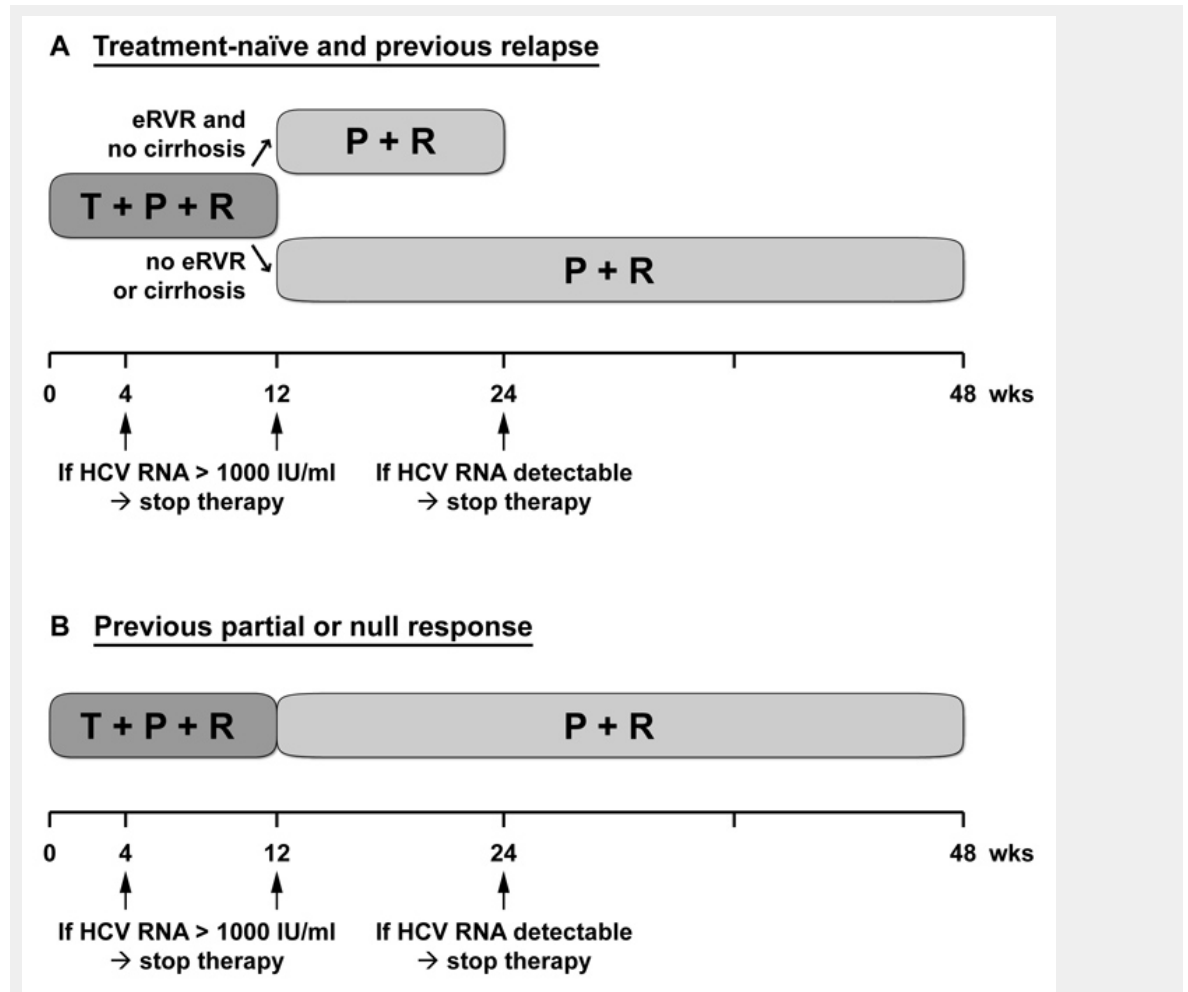 A Treatment-naïve and previous relapse
eRVR and
no cirrhosis
P + R
T + P + R
no eRVR
or cirrhosis
P + R
0 4 12 24 48 wks
If HCV RNA > 1000 IU/ml
→ stop therapy
If HCV RNA detectable
→ stop therapy
B Previous partial or null response
T + P + R
P + R
0 4 12 24 48 wks
If HCV RNA > 1000 IU/ml
→ stop therapy
If HCV RNA detectable
→ stop therapy